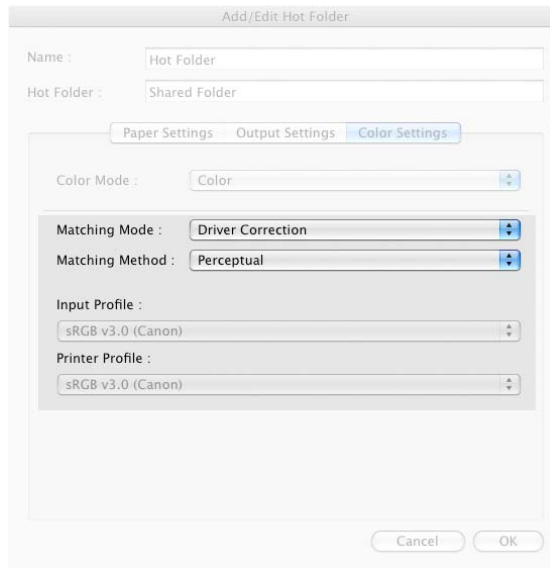 Add/Edit Hot Folder
Name : Hot Folder
Hot Folder : Shared Folder
Paper Settings Output Settings Color Settings
Color Mode : Color
Matching Mode : Driver Correction
Matching Method : Perceptual
Input Profile :
sRGB v3.0 (Canon)
Printer Profile :
sRGB v3.0 (Canon)
Cancel OK